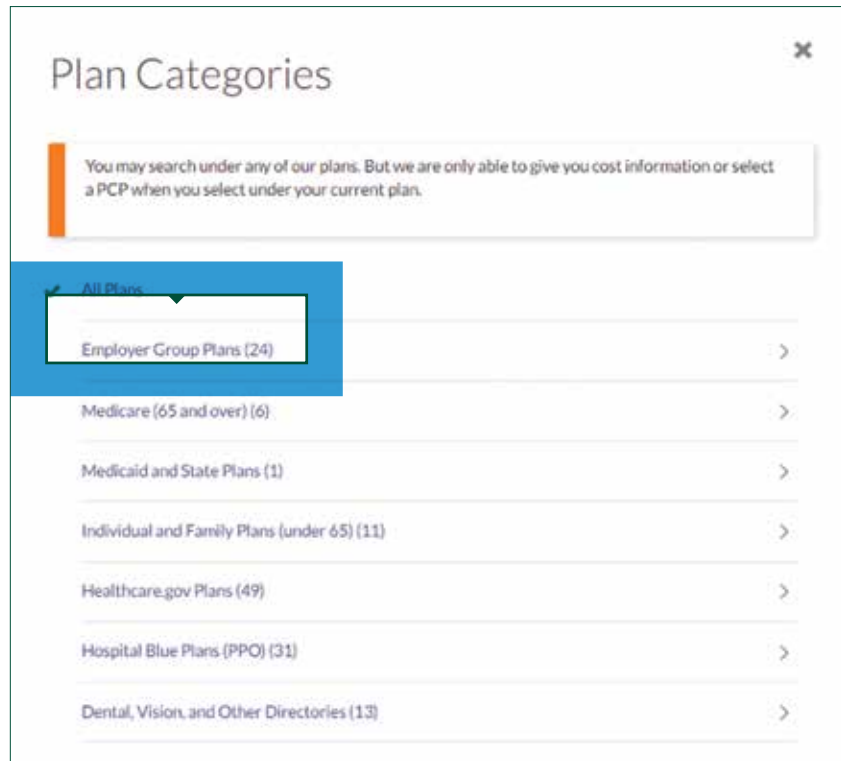 Plan Categories
You may search under any of our plans. But we are only able to give you cost information or select
a PCP when you select under your current plan.
All Plans
Employer Group Plans (24)
Medicare (65 and over) (6)
Medicaid and State Plans (1)
Individual and Family Plans (under 65) (11)
Healthcare.gov Plans (49)
Hospital Blue Plans (PPO) (31)
Dental, Vision, and Other Directories (13)